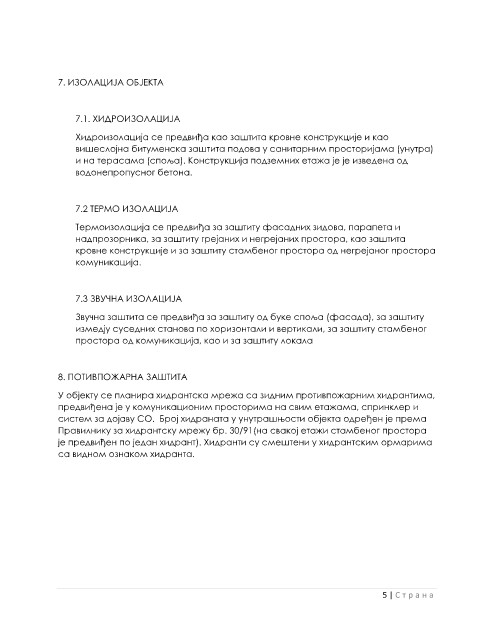 7. ИЗОЛАЦИЈА ОБЈЕКТА
7.1. ХИДРОИЗОЛАЦИЈА
Хидроизолација се предвиђа као заштита кровне конструкције и као
вишеслојна битуменска заштита подова у санитарним просторијама (унутра)
и на терасама (споља). Конструкција подземних етажа је је изведена од
водонепропусног бетона.
7.2 ТЕРМО ИЗОЛАЦИЈА
Термоизолација се предвиђа за заштиту фасадних зидова, парапета и
надпрозорника, за заштиту грејаних и негрејаних простора, као заштита
кровне конструкције и за заштиту стамбеног простора од негрејаног простора
комуникација.
7.3 ЗВУЧНА ИЗОЛАЦИЈА
Звучна заштита се предвиђа за заштиту од буке споља (фасада), за заштиту
између суседних станова по хоризонтали и вертикали, за заштиту стамбеног
простора од комуникација, као и за заштиту локала
8. ПОТИВПОЖАРНА ЗАШТИТА
У објекту се планира хидрантска мрежа са зидним противпожарним хидрантима,
предвиђена је у комуникационим просторима на свим етажама, спринклер и
систем за дојаву CO. Број хидраната у унутрашњости објекта одређен је према
Правилнику за хидрантску мрежу бр. 30/91(на свакој етажи стамбеног простора
је предвиђен по један хидрант). Хидранти су смештени у хидрантским ормарима
са видном ознаком хидранта.
5 | Страна